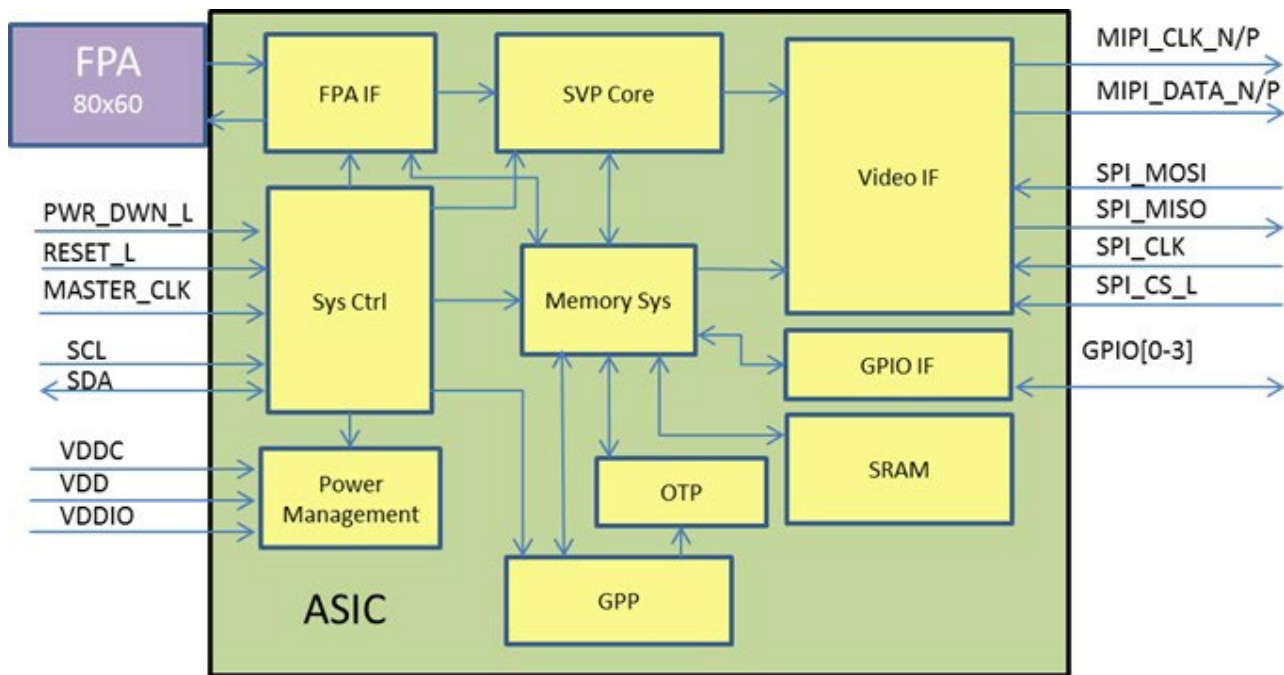 FPA
80x60
FPA IF
SVP Core
Video IF
MIPI_CLK_N/P
MIPI_DATA_N/P
SPI_MOSI
SPI_MISO
SPI_CLK
SPI_CS_L
PWR_DWN_L
RESET_L
MASTER_CLK
SCL
SDA
Sys Ctrl
Memory Sys
GPIO IF
GPIO[0-3]
VDDC
VDD
VDDIO
Power
Management
OTP
SRAM
GPP
ASIC